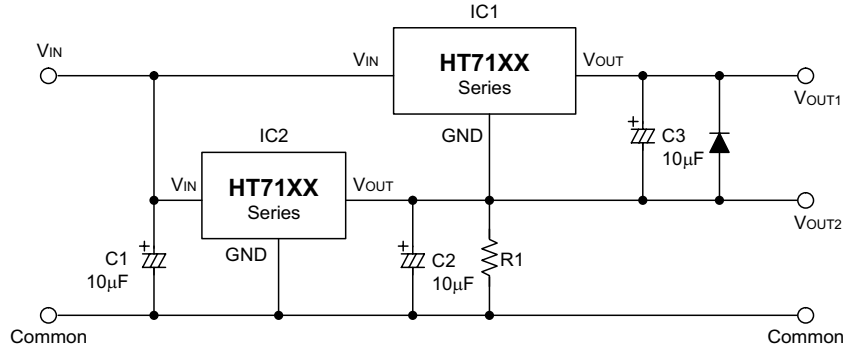 IC1
VIN
VIN
HT71XX
Series
VOUT
VOUT1
GND
C3
10μF
IC2
VIN
HT71XX
Series
VOUT
VOUT2
GND
C1
10μF
C2
10μF
R1
Common
Common